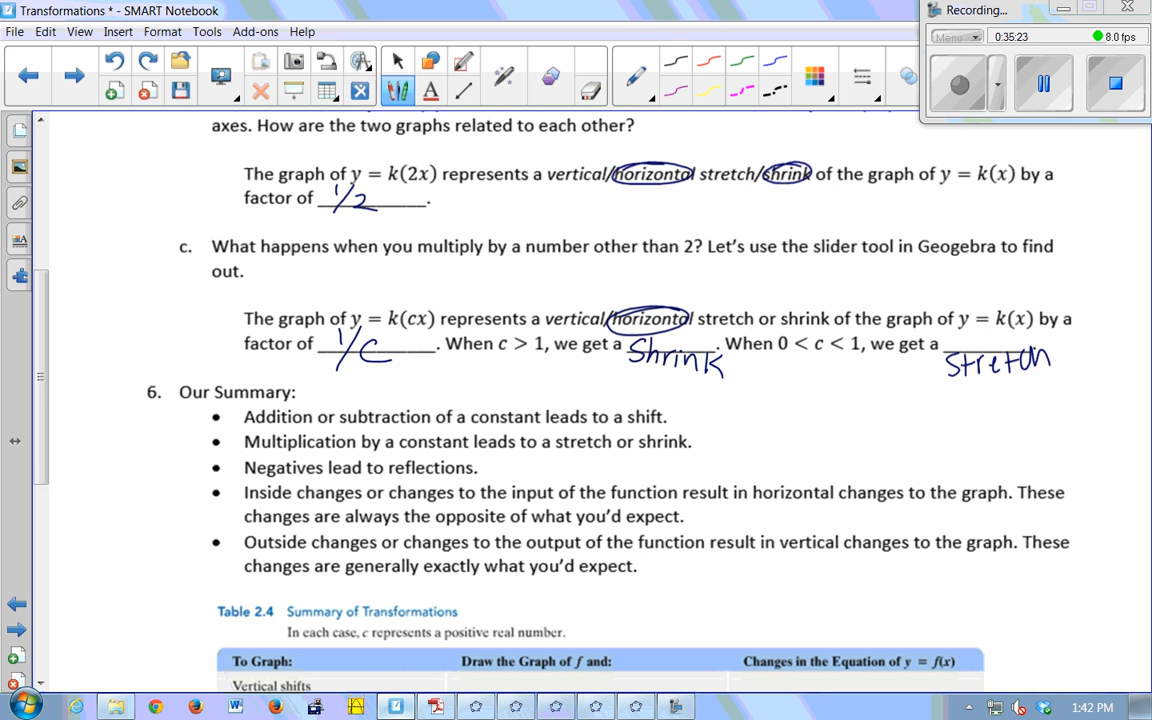 Transformations * - SMART Notebook
Recording...
File Edit View Insert Format Tools Add-ons Help
Menu 0:35:23 8.0 fps
axes. How are the two graphs related to each other?
The graph of y = k(2x) represents a vertical/horizontal stretch/shrink of the graph of y = k(x) by a
factor of 1/2.
c. What happens when you multiply by a number other than 2? Let's use the slider tool in Geogebra to find
out.
The graph of y = k(cx) represents a vertical/horizontal stretch or shrink of the graph of y = k(x) by a
factor of 1/c. When c > 1, we get a Shrink. When 0 < c < 1, we get a
Stretch
6. Our Summary:
• Addition or subtraction of a constant leads to a shift.
• Multiplication by a constant leads to a stretch or shrink.
• Negatives lead to reflections.
• Inside changes or changes to the input of the function result in horizontal changes to the graph. These
changes are always the opposite of what you'd expect.
• Outside changes or changes to the output of the function result in vertical changes to the graph. These
changes are generally exactly what you'd expect.
Table 2.4 Summary of Transformations
In each case, c represents a positive real number.
To Graph: Draw the Graph of f and: Changes in the Equation of y = f(x)
Vertical shifts
1:42 PM